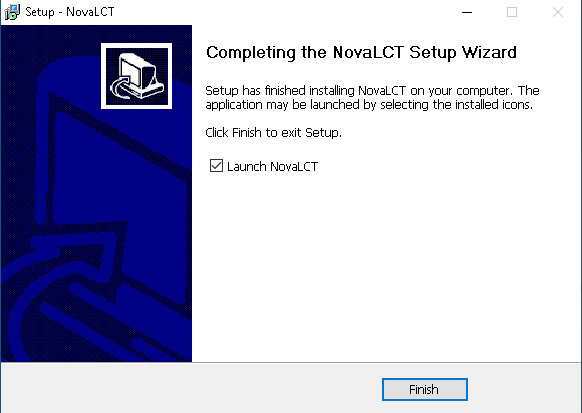 Setup - NovaLCT
Completing the NovaLCT Setup Wizard
Setup has finished installing NovaLCT on your computer. The
application may be launched by selecting the installed icons.
Click Finish to exit Setup.
Launch NovaLCT
Finish